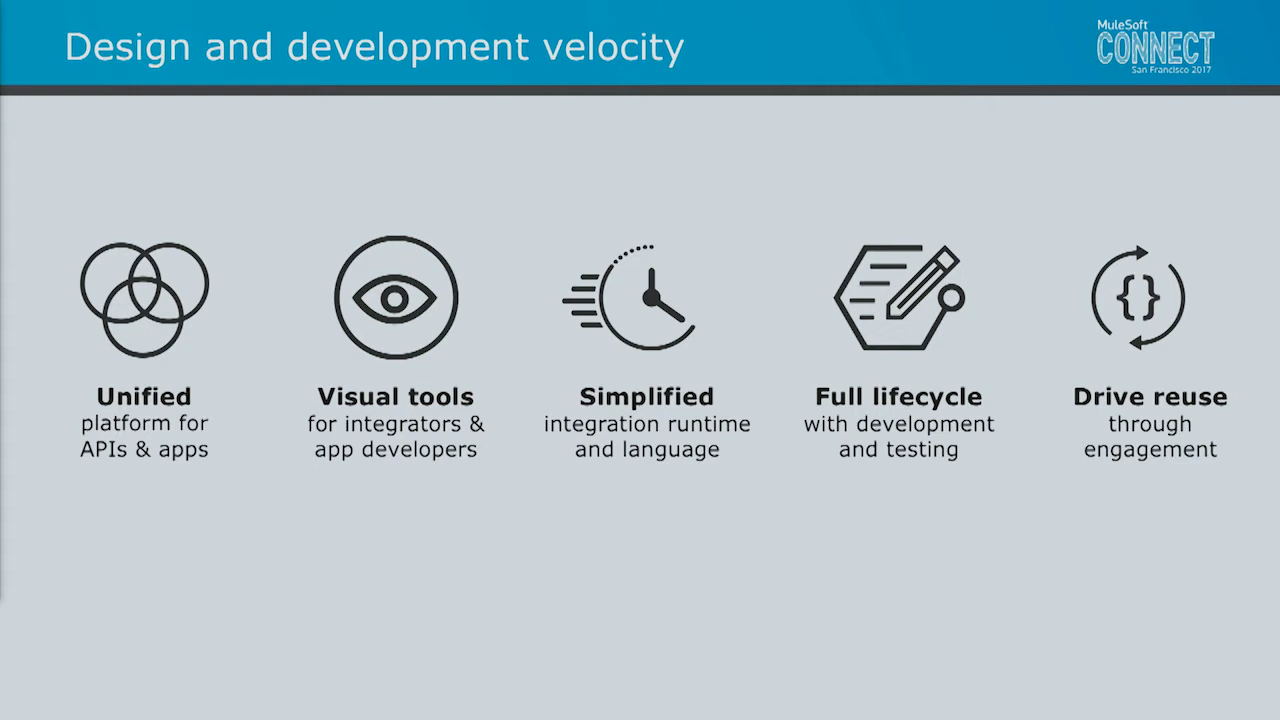 Design and development velocity
MuleSoft
CONNECT
San Francisco 2017
{}
Unified
platform for
APIs & apps
Visual tools
for integrators &
app developers
Simplified
integration runtime
and language
Full lifecycle
with development
and testing
Drive reuse
through
engagement